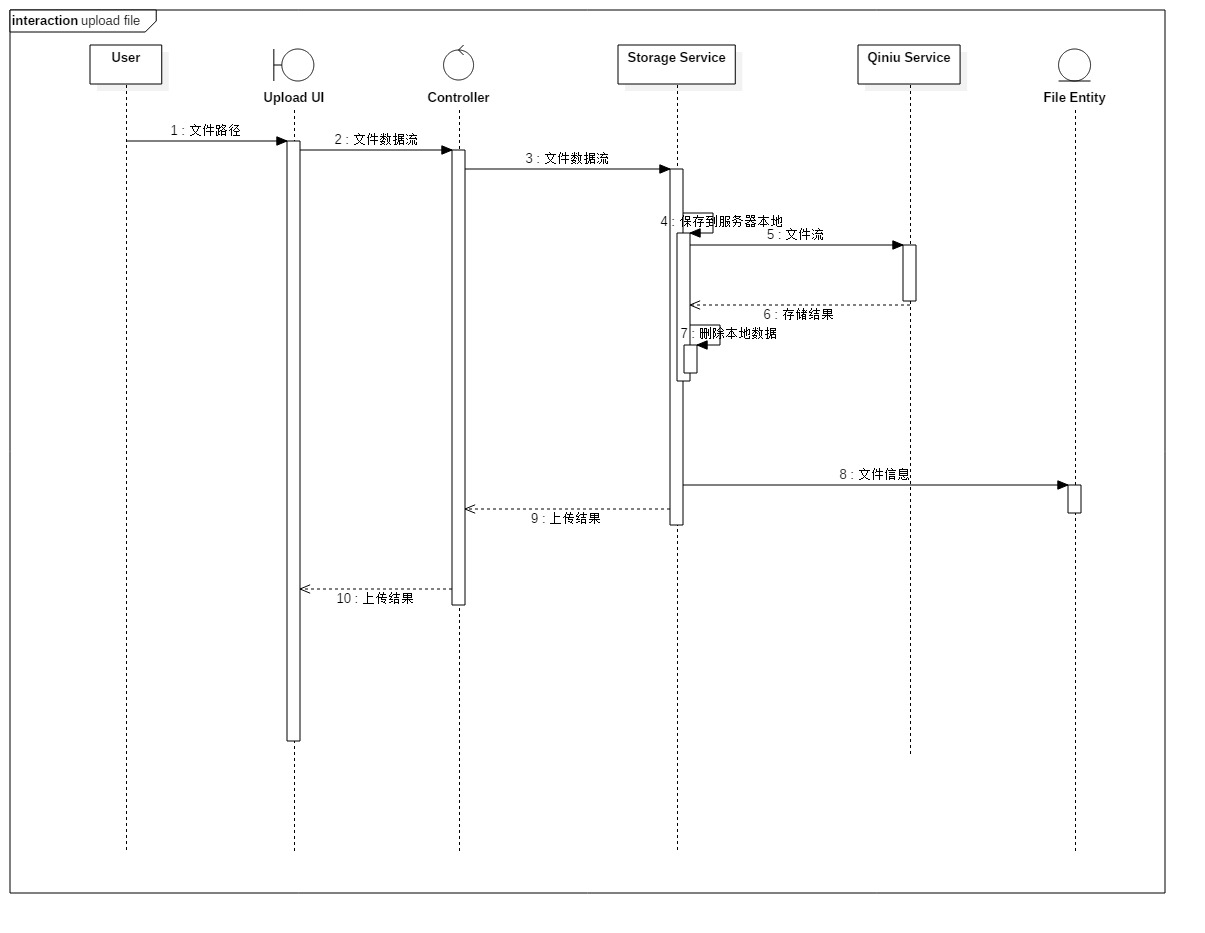 interaction upload file
User
Upload UI
Controller
Storage Service
Qiniu Service
File Entity
1 : 文件路径
2 : 文件数据流
3 : 文件数据流
4 : 保存到服务器本地
5 : 文件流
6 : 存储结果
7 : 删除本地数据
8 : 文件信息
9 : 上传结果
10 : 上传结果